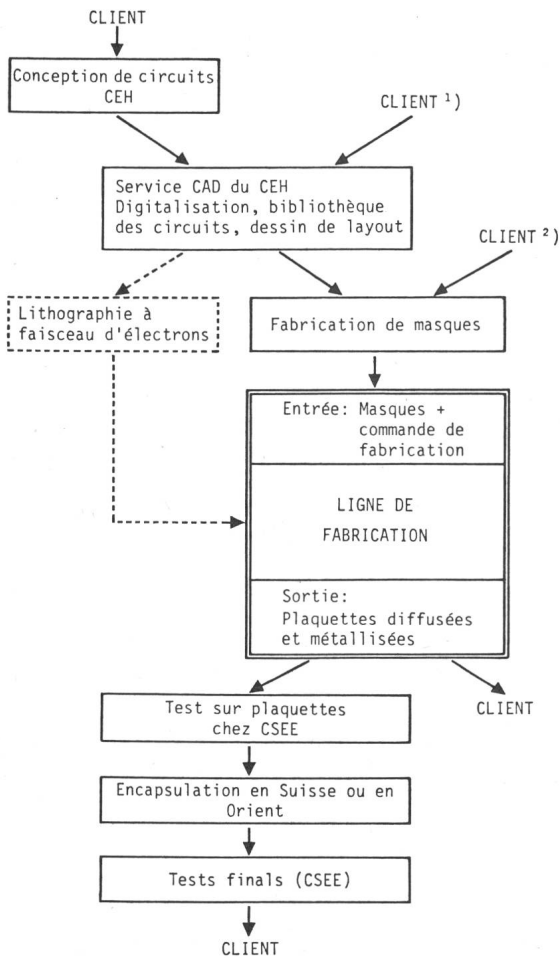 CLIENT
Conception de circuits
CEH
CLIENT ¹)
Service CAD du CEH
Digitalisation, bibliothèque
des circuits, dessin de layout
CLIENT ²)
Lithographie à
faisceau d'électrons
Fabrication de masques
Entrée: Masques +
commande de
fabrication
LIGNE DE
FABRICATION
Sortie:
Plaquettes diffusées
et métallisées
Test sur plaquettes
chez CSEE
CLIENT
Encapsulation en Suisse ou en
Orient
Tests finals (CSEE)
CLIENT